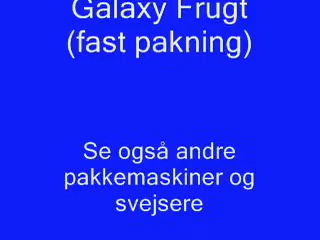 Galaxy Frugt
(fast pakning)
Se også andre
pakkemaskiner og
svejsere